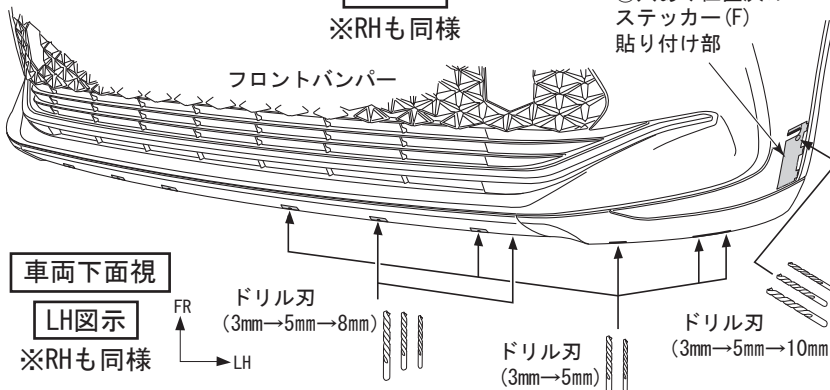 ※RHも同様
ステッカー(F)
貼り付け部
フロントバンパー
車両下面視
LH図示
※RHも同様
FR
LH
ドリル刃
(3mm→5mm→8mm)
ドリル刃
(3mm→5mm)
ドリル刃
(3mm→5mm→10mm